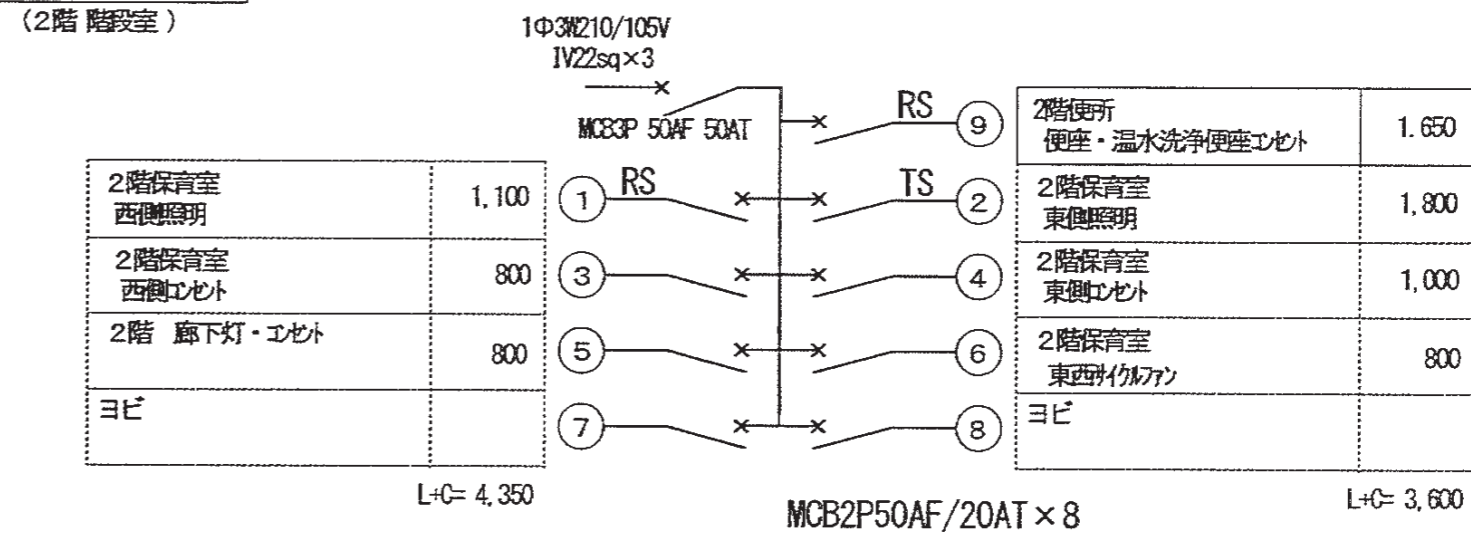 (2階 階段室)
1Φ3W210/105V
IV22sq×3
MCB3P 50AF 50AT
RS
⑨
2階便所
便座・温水洗浄便座コンセント
1.650
2階保育室
西側照明
1,100
①
RS
TS
②
2階保育室
東側照明
1,800
2階保育室
西側コンセント
800
③
④
2階保育室
東側コンセント
1,000
2階 廊下灯・コンセント
800
⑤
⑥
2階保育室
東西サイクルファン
800
ヨビ
⑦
⑧
ヨビ
L+C= 4,350
MCB2P50AF/20AT×8
L+C= 3,600